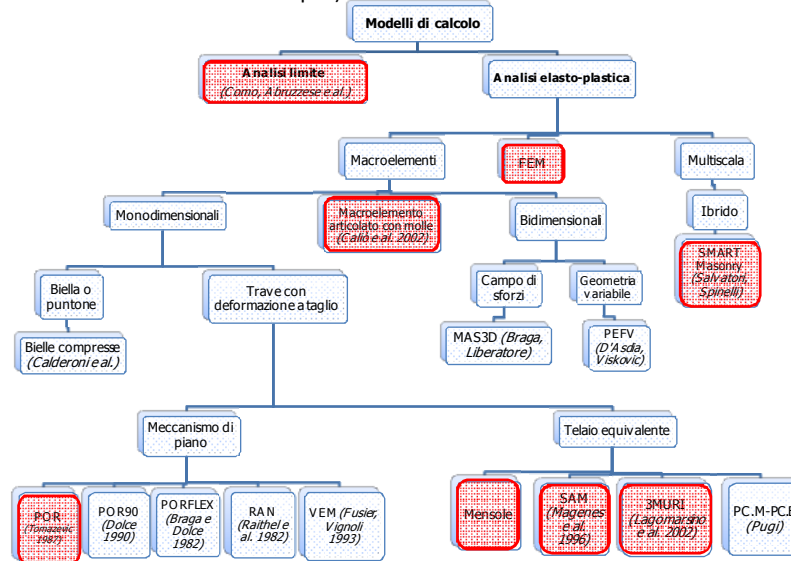 Modelli di calcolo
Analisi limite
(Como, Abruzzese e al.)
Analisi elasto-plastica
Macroelementi
FEM
Multiscala
Monodimensionali
Macroelemento
articolato con molle
(Caliò e al. 2002)
Bidimensionali
Ibrido
SMART
Masonry
(Salvatori,
Spinelli)
Biella o
puntone
Trave con
deformazione a taglio
Campo di
sforzi
Geometria
variabile
Bielle compresse
(Calderoni e al.)
MAS3D (Braga,
Liberatore)
PEFV
(D'Asdia,
Viskovic)
Meccanismo di
piano
Telaio equivalente
POR
(Tomazevic
1987)
POR90
(Dolce
1990)
PORFLEX
(Braga e
Dolce
1982)
RAN
(Raithel e
al. 1982)
VEM (Fusier,
Vignoli
1993)
Mensole
SAM
(Magenes
e al.
1996)
3MURI
(Lagomarsino
e al. 2002)
PC.M-PC.E
(Pugi)